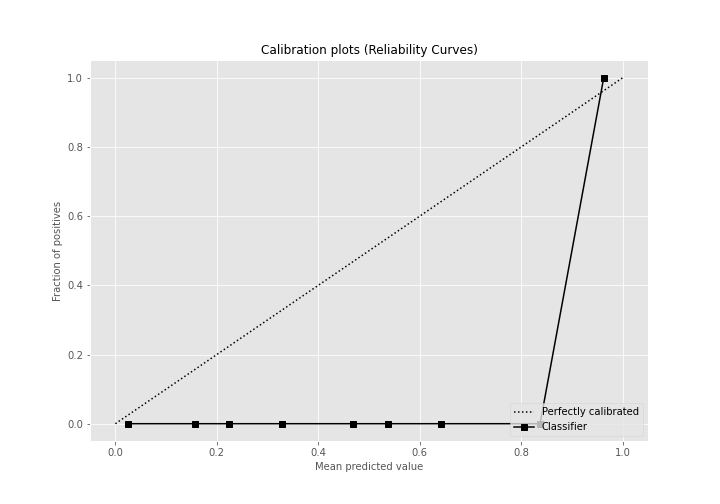 Calibration plots (Reliability Curves)
1.0
0.8
0.6
0.4
0.2
0.0
Fraction of positives
Perfectly calibrated
Classifier
0.0 0.2 0.4 0.6 0.8 1.0
Mean predicted value